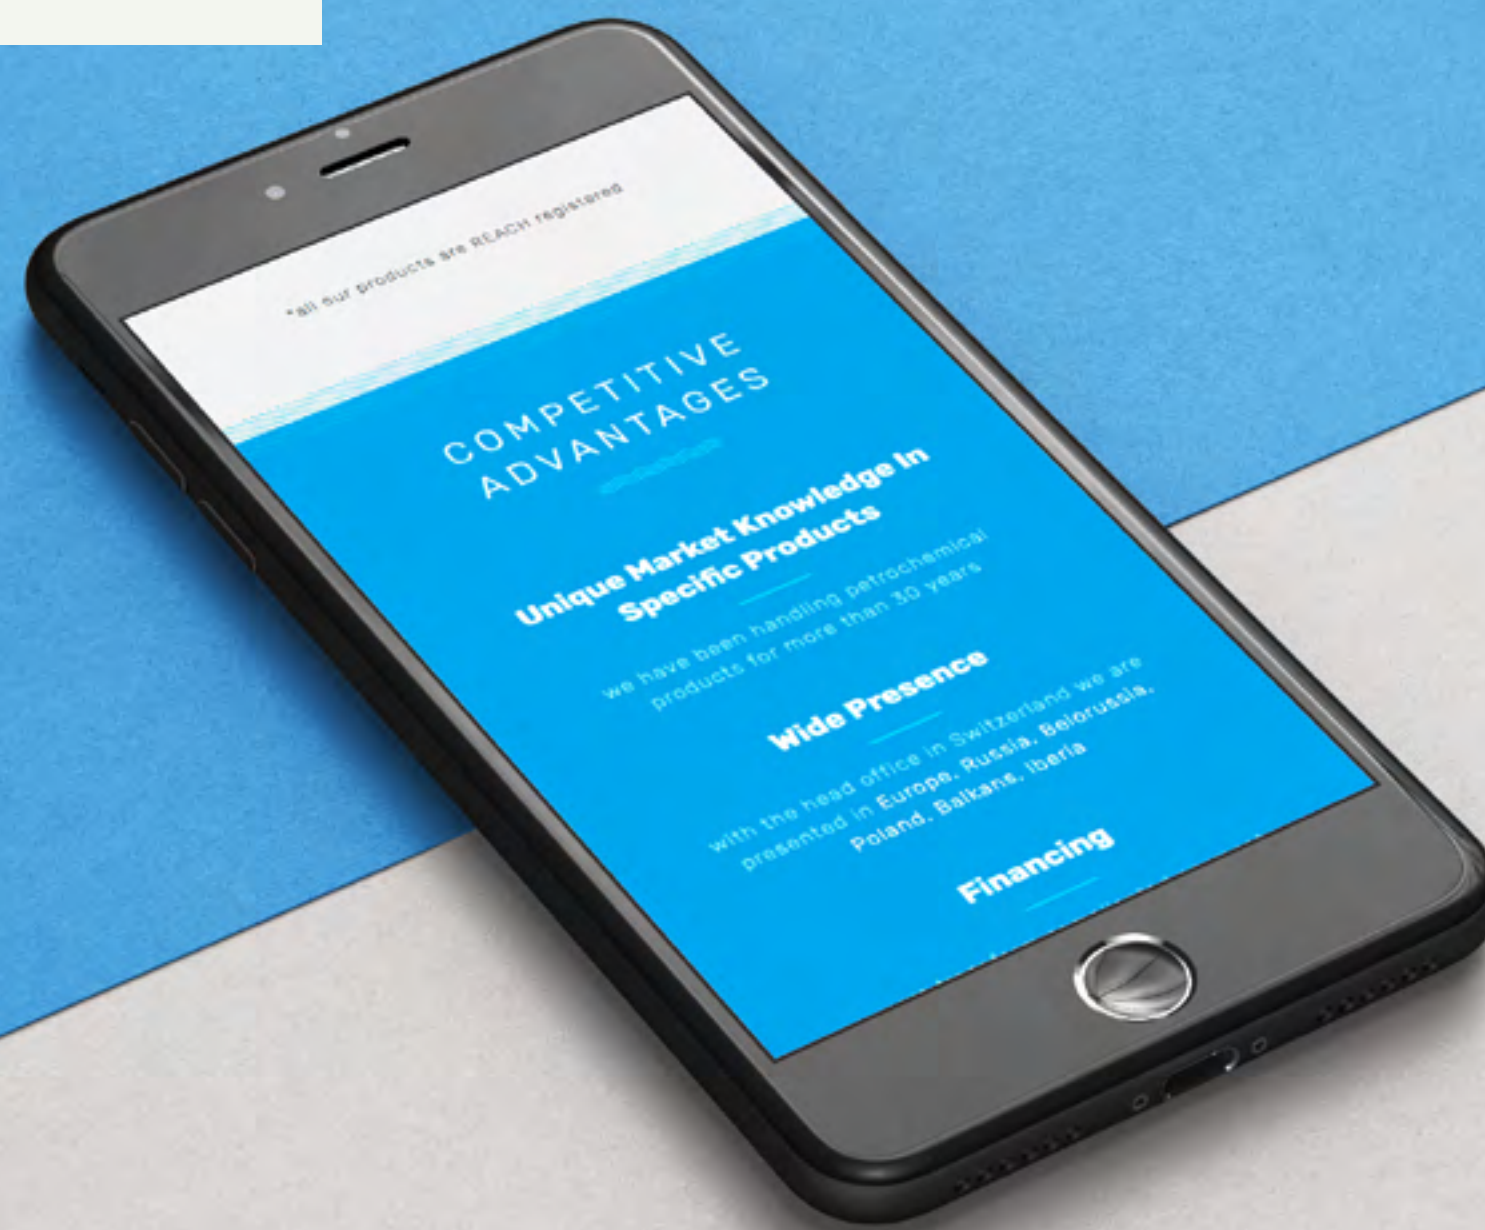 *all our products are REACH registered
COMPETITIVE
ADVANTAGES
Unique Market Knowledge In
Specific Products
we have been handling petrochemical
products for more than 30 years
Wide Presence
with the head office in Switzerland we are
presented in Europe, Russia, Belorussia,
Poland, Balkans, Iberia
Financing